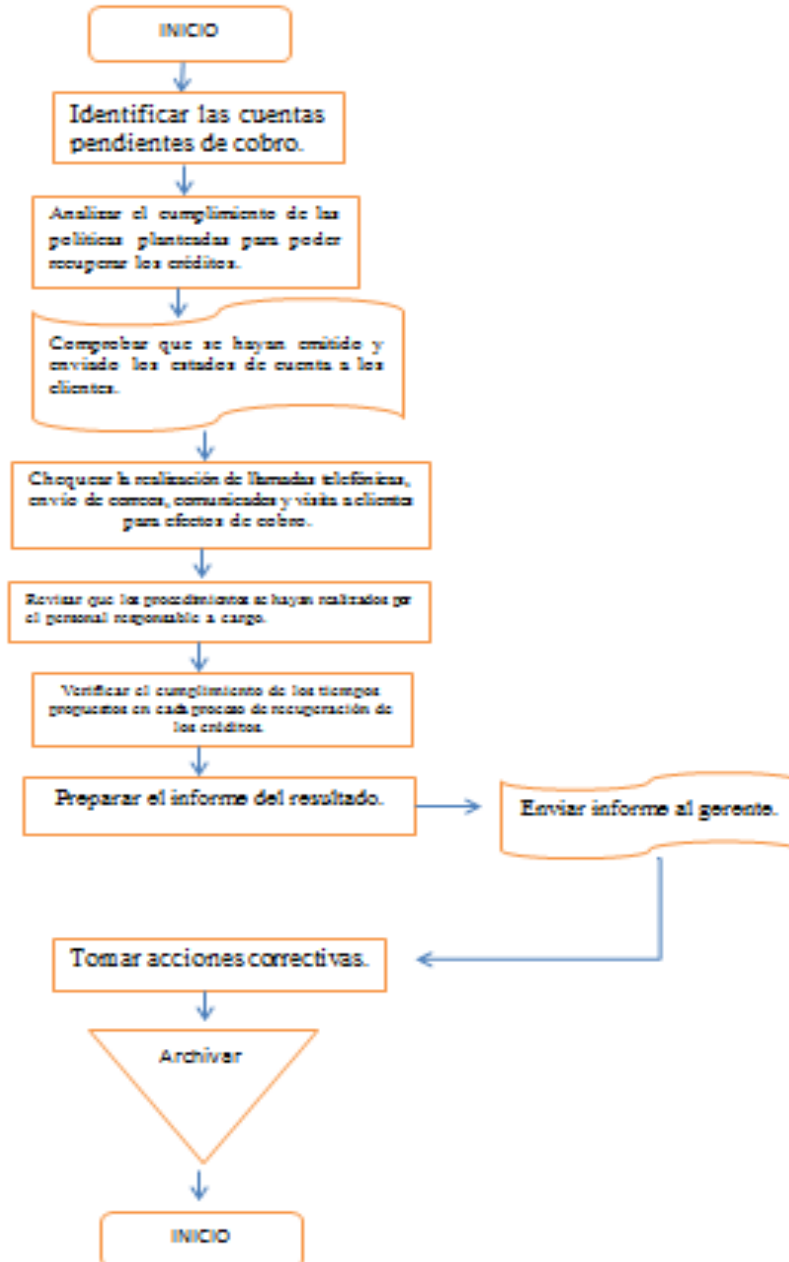 INICIO
Identificar las cuentas
pendientes de cobro.
Analizar el cumplimiento de las
políticas planteadas para poder
recuperar los créditos.
Comprobar que se hayan emitido y
enviado los estados de cuenta a los
clientes.
Chequear la realización de llamadas telefónicas,
envío de correos, comunicados y visita a clientes
para efectos de cobro.
Revisar que los procedimientos se hayan realizados por
el personal responsable a cargo.
Verificar el cumplimiento de los tiempos
propuestos en cada proceso de recuperación de
los créditos.
Preparar el informe del resultado.
Enviar informe al gerente.
Tomar acciones correctivas.
Archivar
INICIO